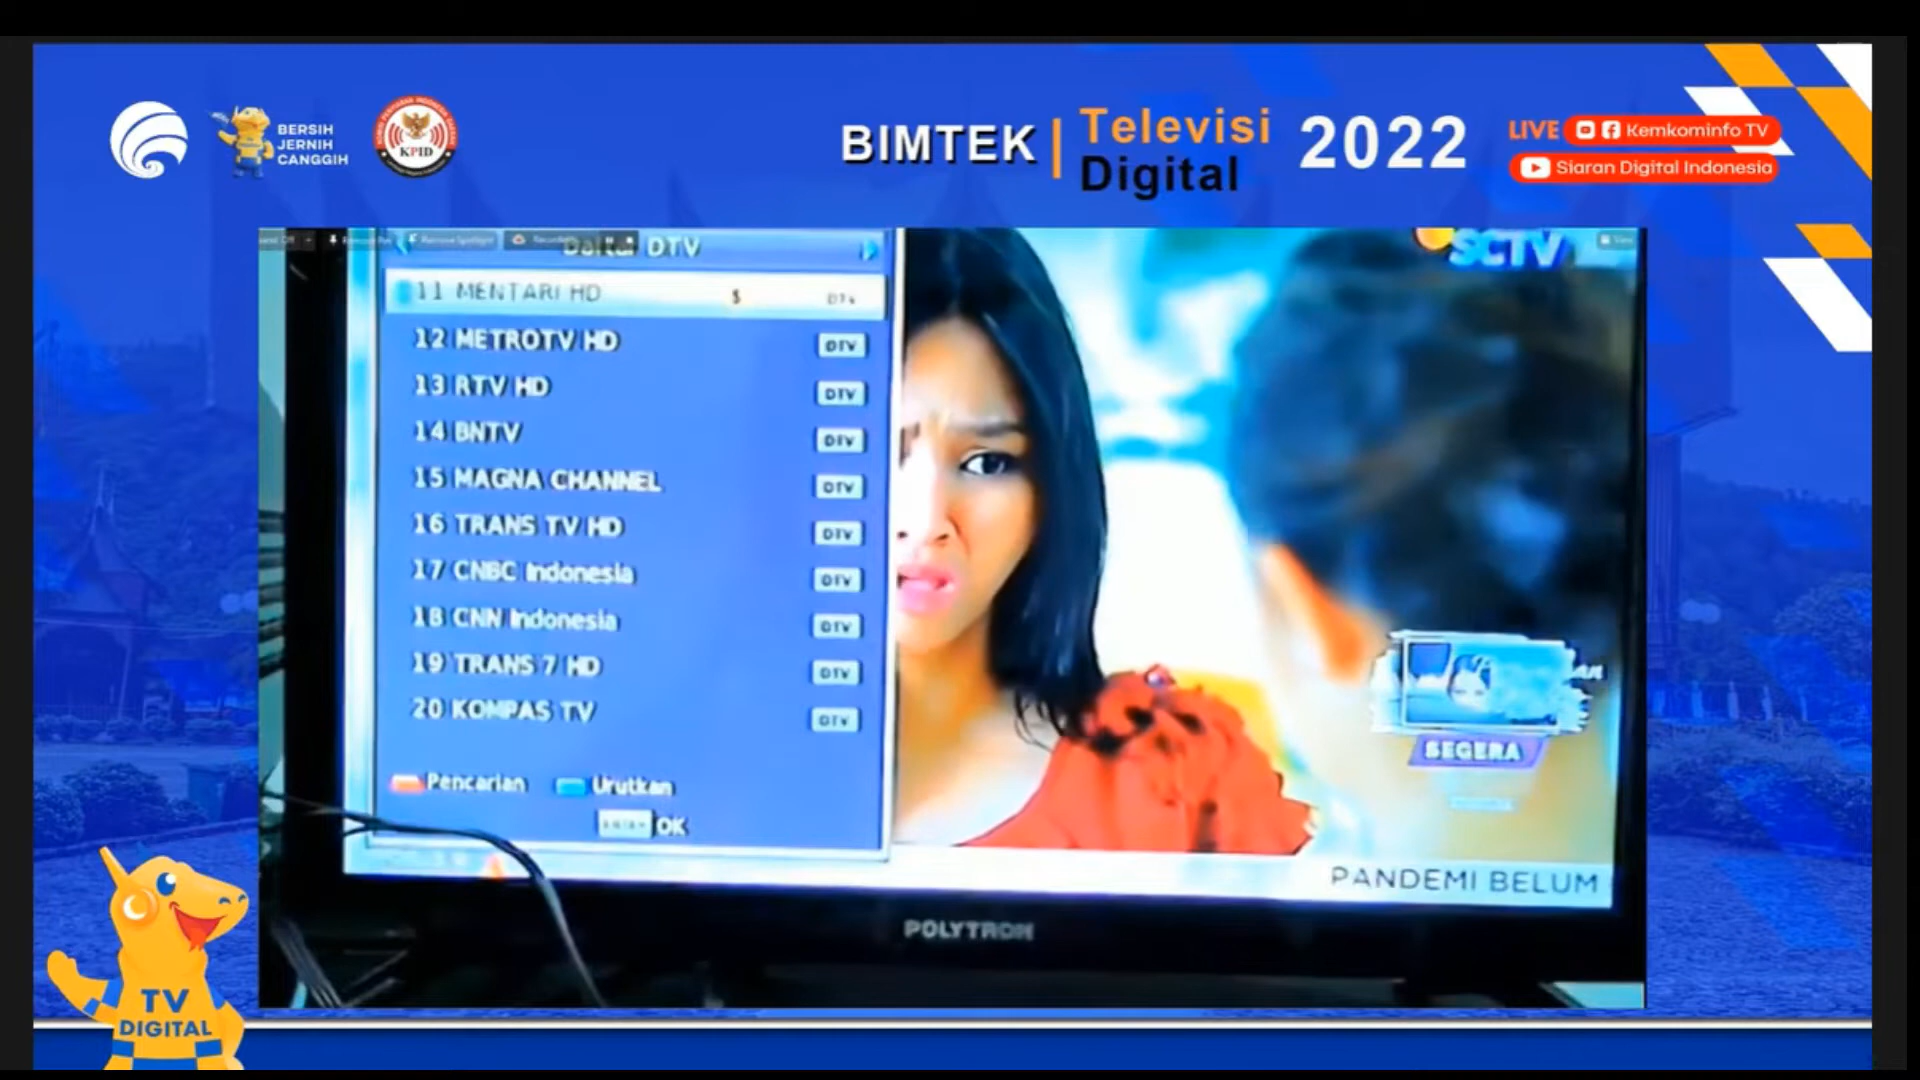 BERSIH
JERNIH
CANGGIH
KPID
BIMTEK
Televisi
Digital
2022
LIVE
Kemkominfo TV
Siaran Digital Indonesia
Remove Spotlight
DTV
SCTV
11 MENTARI HD $ DTV
12 METROTV HD DTV
13 RTV HD DTV
14 BNTV DTV
15 MAGNA CHANNEL DTV
16 TRANS TV HD DTV
17 CNBC Indonesia DTV
18 CNN Indonesia DTV
19 TRANS 7 HD DTV
20 KOMPAS TV DTV
Pencarian Urutkan
OK
SEGERA
PANDEMI BELUM
POLYTRON
TV
DIGITAL